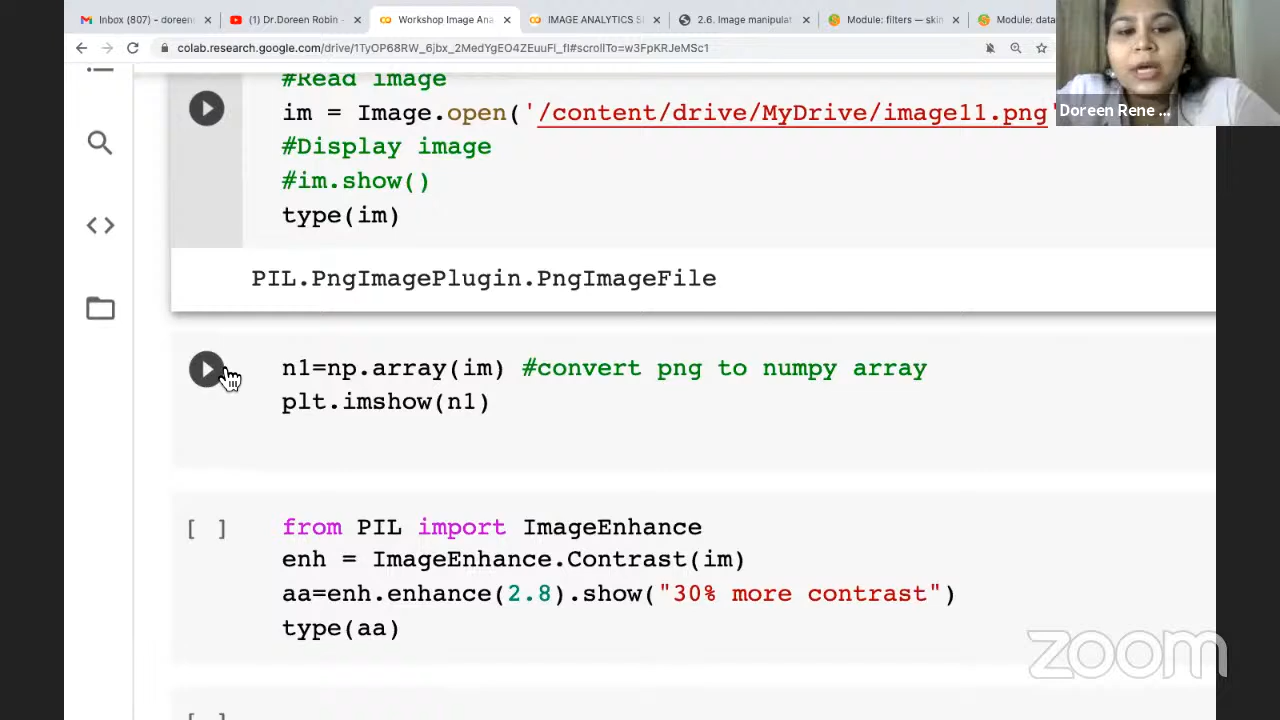 Inbox (807) - doreen
(1) Dr.Doreen Robin -
Workshop Image Ana
IMAGE ANALYTICS S
2.6. Image manipulat
Module: filters — skin
Module: data
colab.research.google.com/drive/1TyOP68RW_6jbx_2MedYgEO4ZEuuFl_fI#scrollTo=w3FpKRJeMSc1
Doreen Rene ...
#Read image
im = Image.open('/content/drive/MyDrive/image11.png'
#Display image
#im.show()
type(im)
PIL.PngImagePlugin.PngImageFile
n1=np.array(im) #convert png to numpy array
plt.imshow(n1)
[ ]
from PIL import ImageEnhance
enh = ImageEnhance.Contrast(im)
aa=enh.enhance(2.8).show("30% more contrast")
type(aa)
zoom